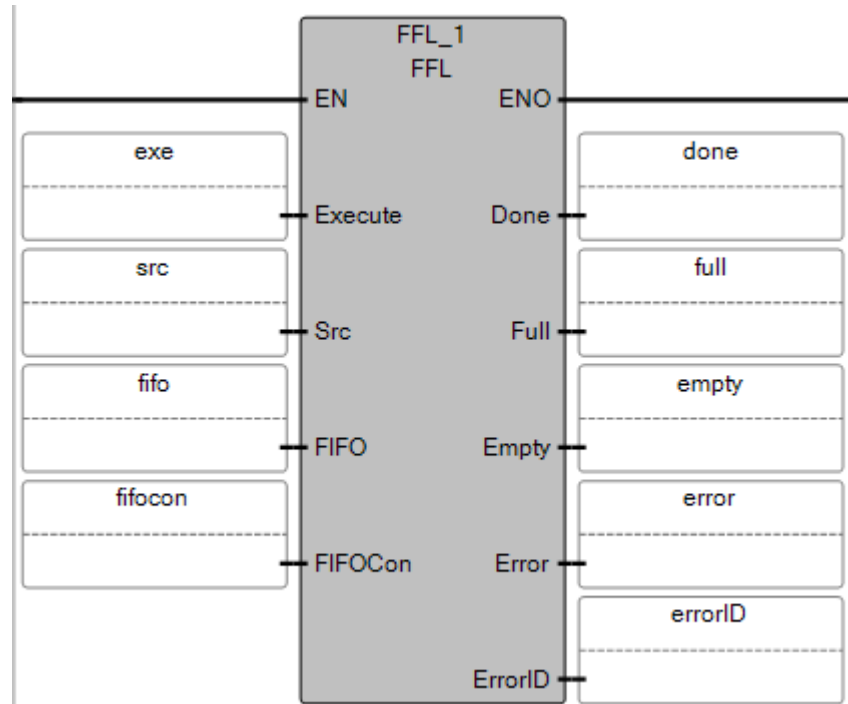 FFL_1
FFL
EN ENO
exe done
Execute Done
src full
Src Full
fifo empty
FIFO Empty
fifocon error
FIFOCon Error
errorID
ErrorID